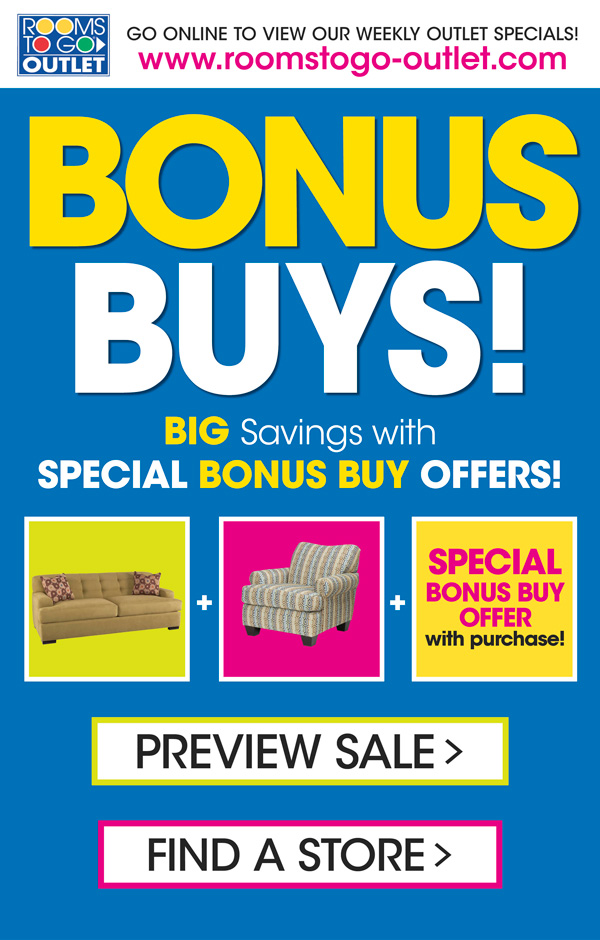 ROOMS
TO GO
OUTLET
GO ONLINE TO VIEW OUR WEEKLY OUTLET SPECIALS!
www.roomstogo-outlet.com
BONUS
BUYS!
BIG Savings with
SPECIAL BONUS BUY OFFERS!
+
+
SPECIAL
BONUS BUY
OFFER
with purchase!
PREVIEW SALE >
FIND A STORE >